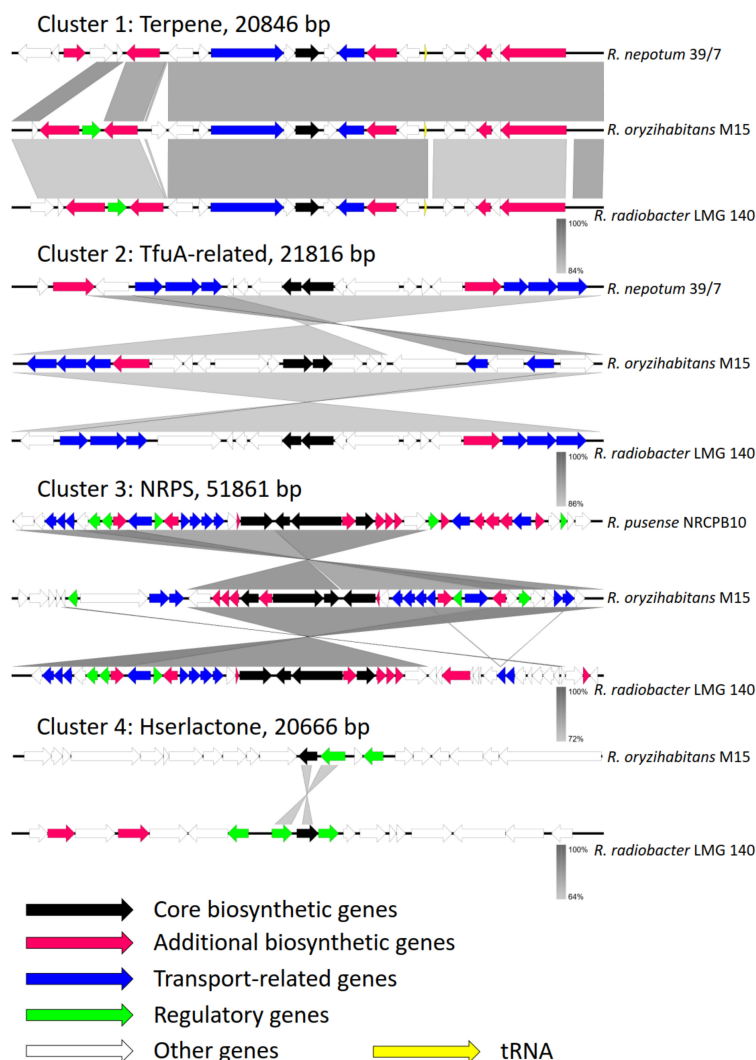 Cluster 1: Terpene, 20846 bp
R. nepotum 39/7
R. oryzihabitans M15
R. radiobacter LMG 140
100%
84%
Cluster 2: TfuA-related, 21816 bp
R. nepotum 39/7
R. oryzihabitans M15
R. radiobacter LMG 140
100%
86%
Cluster 3: NRPS, 51861 bp
R. pusense NRCPB10
R. oryzihabitans M15
R. radiobacter LMG 140
100%
72%
Cluster 4: Hserlactone, 20666 bp
R. oryzihabitans M15
R. radiobacter LMG 140
100%
64%
Core biosynthetic genes
Additional biosynthetic genes
Transport-related genes
Regulatory genes
Other genes
tRNA